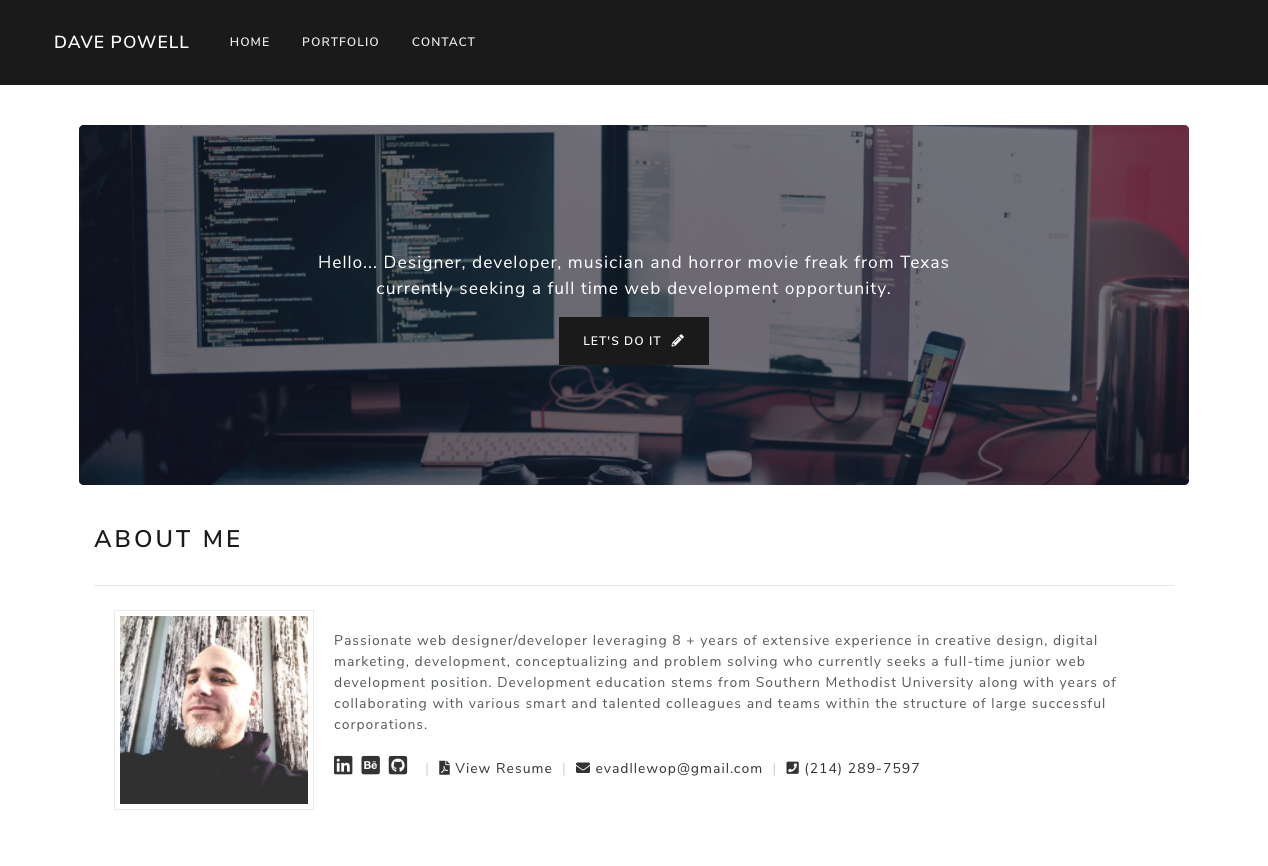 DAVE POWELL HOME PORTFOLIO CONTACT
Hello... Designer, developer, musician and horror movie freak from Texas
currently seeking a full time web development opportunity.
LET'S DO IT
ABOUT ME
Passionate web designer/developer leveraging 8 + years of extensive experience in creative design, digital
marketing, development, conceptualizing and problem solving who currently seeks a full-time junior web
development position. Development education stems from Southern Methodist University along with years of
collaborating with various smart and talented colleagues and teams within the structure of large successful
corporations.
in Bē | View Resume | evadllewop@gmail.com | (214) 289-7597